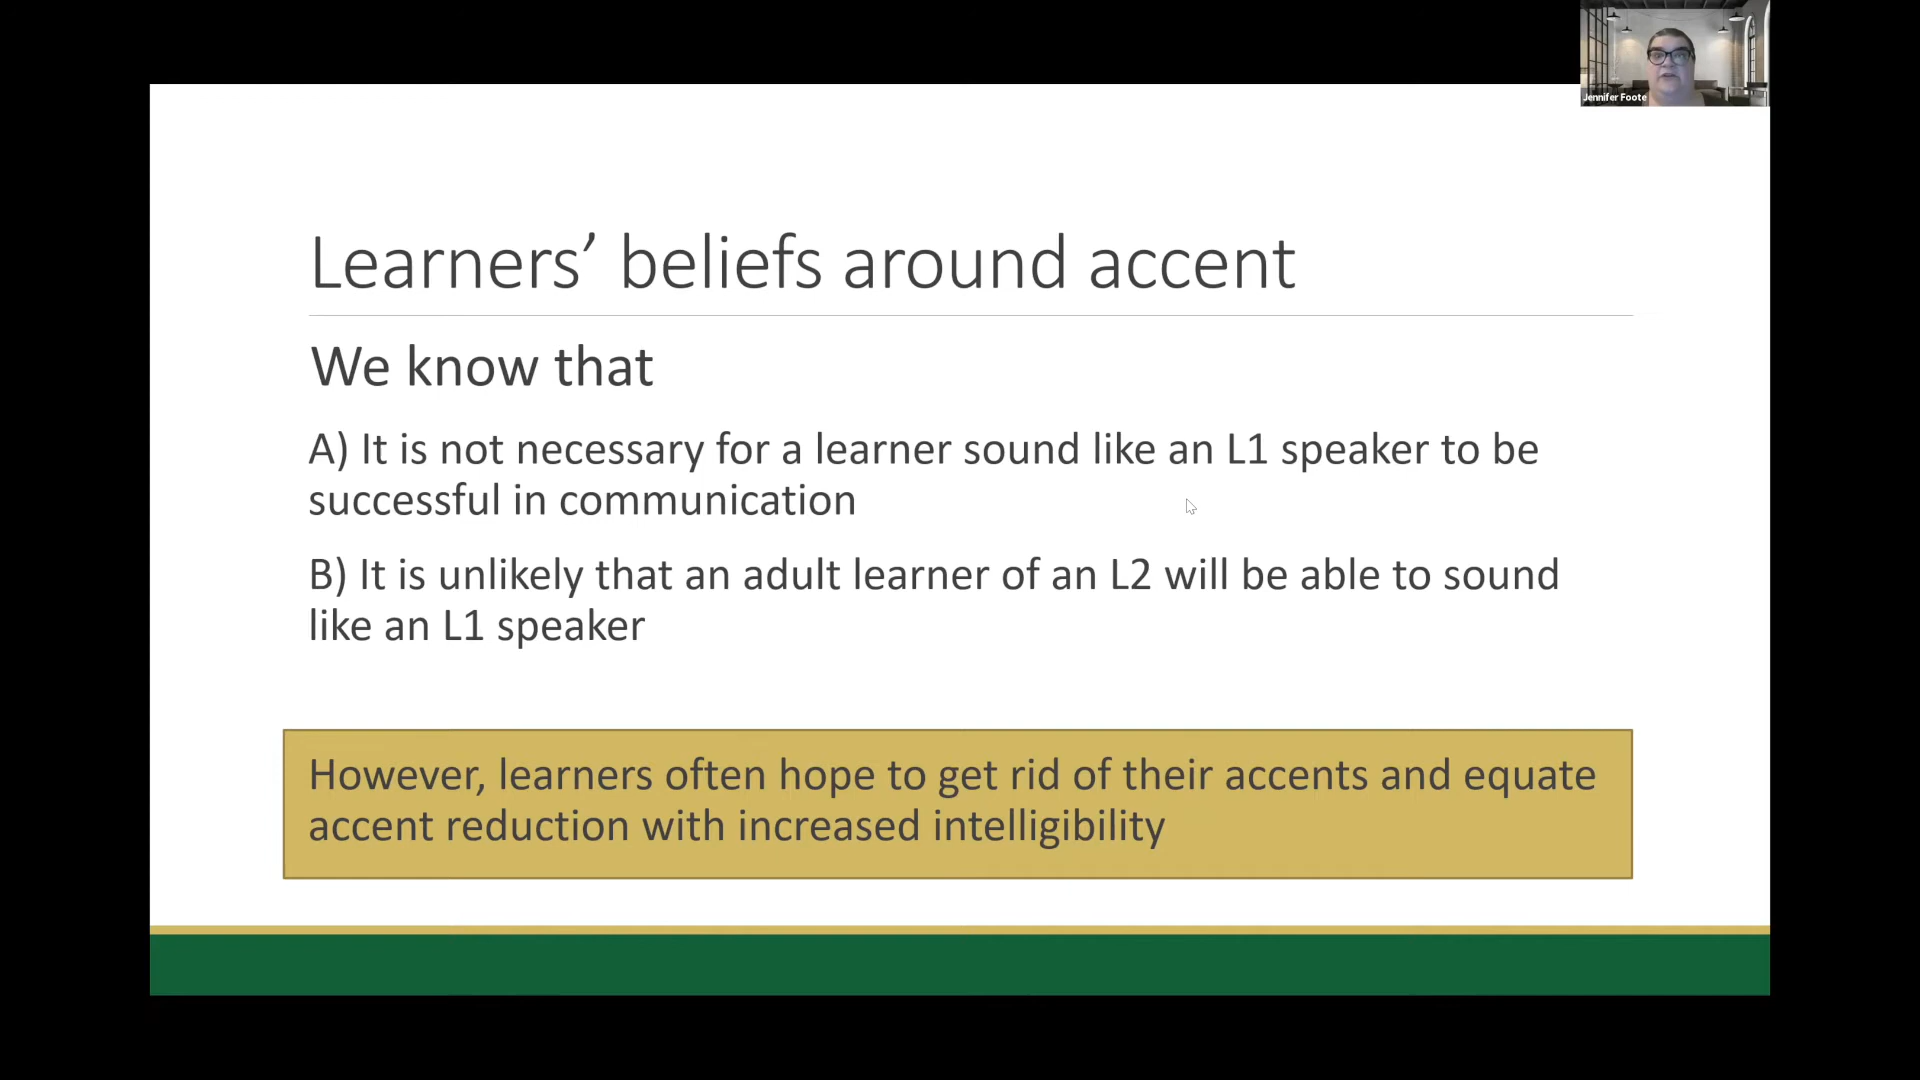 Jennifer Foote
Learners’ beliefs around accent
We know that
A) It is not necessary for a learner sound like an L1 speaker to be
successful in communication
B) It is unlikely that an adult learner of an L2 will be able to sound
like an L1 speaker
However, learners often hope to get rid of their accents and equate
accent reduction with increased intelligibility